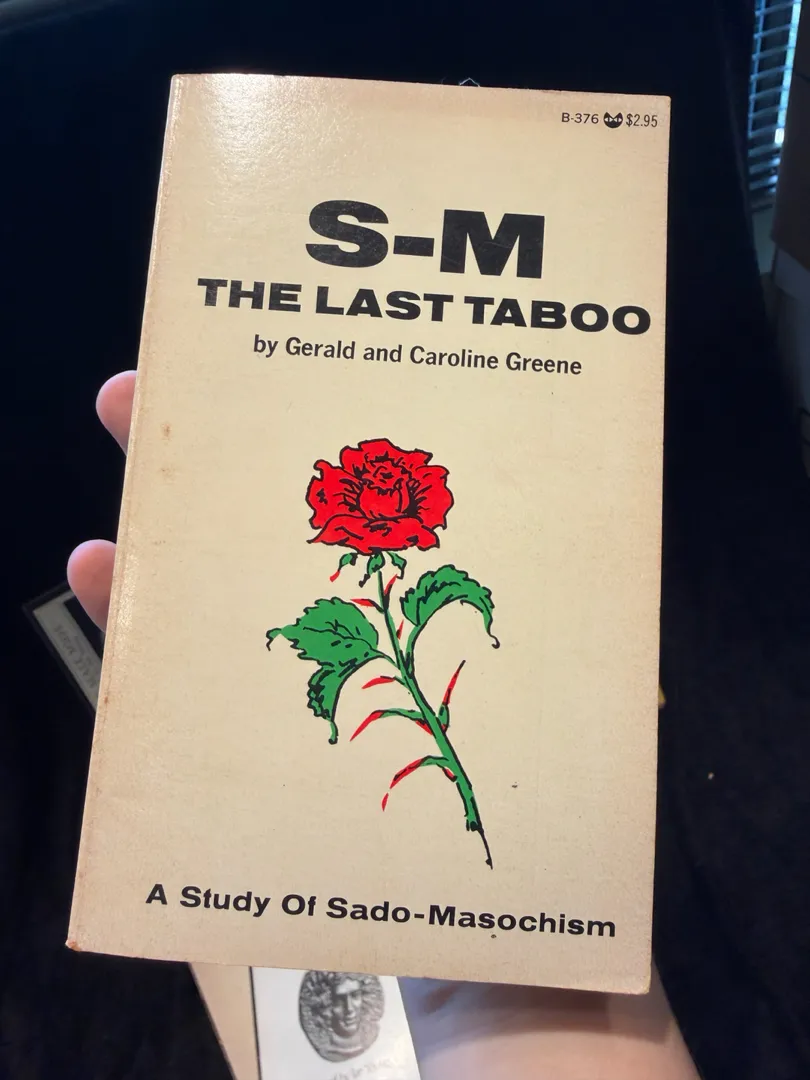 B-376 $2.95
S-M
THE LAST TABOO
by Gerald and Caroline Greene
A Study Of Sado-Masochism